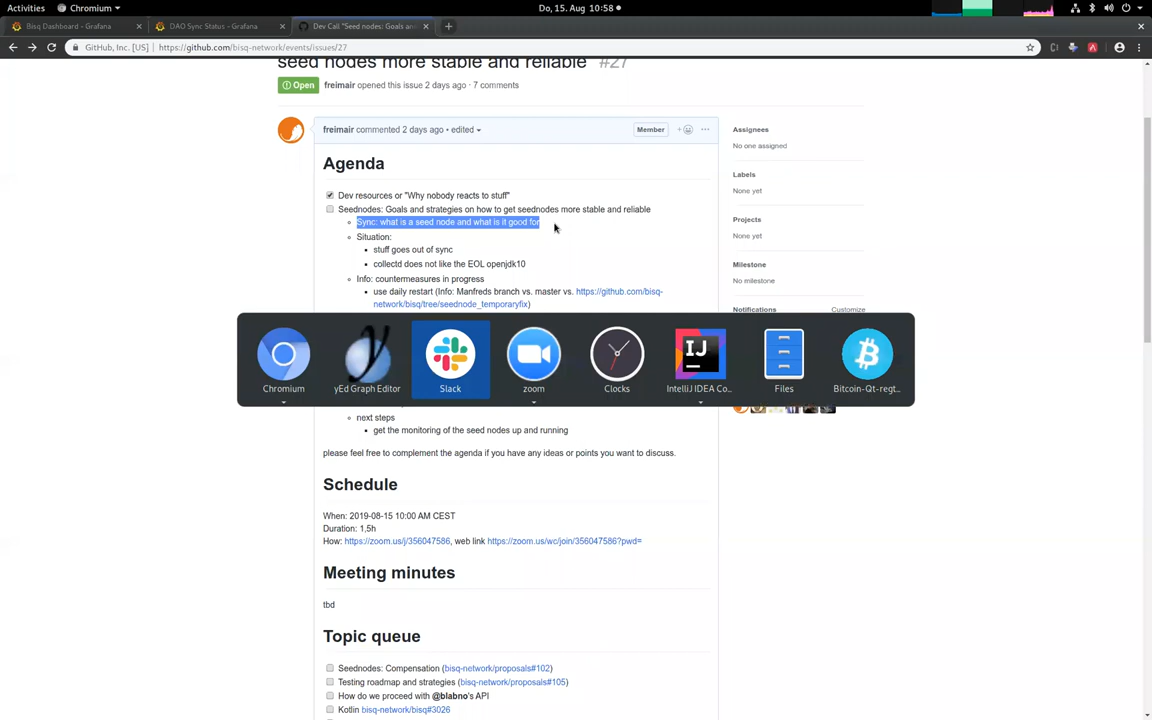 Activities
Chromium
Do, 15. Aug 10:58
Bisq Dashboard - Grafana
DAO Sync Status - Grafana
Dev Call "Seed nodes: Goals an
GitHub, Inc. [US]
https://github.com/bisq-network/events/issues/27
seed nodes more stable and reliable #27
Open
freimair opened this issue 2 days ago · 7 comments
freimair commented 2 days ago • edited
Member
Agenda
Dev resources or "Why nobody reacts to stuff"
Seednodes: Goals and strategies on how to get seednodes more stable and reliable
Sync: what is a seed node and what is it good for
Situation:
stuff goes out of sync
collectd does not like the EOL openjdk10
Info: countermeasures in progress
use daily restart (Info: Manfreds branch vs. master vs. https://github.com/bisq-
network/bisq/tree/seednode_temporaryfix)
Assignees
No one assigned
Labels
None yet
Projects
None yet
Milestone
No milestone
Notifications
Customize
Chromium
yEd Graph Editor
Slack
zoom
Clocks
IntelliJ IDEA Co...
Files
Bitcoin-Qt-regt...
next steps
get the monitoring of the seed nodes up and running
please feel free to complement the agenda if you have any ideas or points you want to discuss.
Schedule
When: 2019-08-15 10:00 AM CEST
Duration: 1,5h
How: https://zoom.us/j/356047586, web link https://zoom.us/wc/join/356047586?pwd=
Meeting minutes
tbd
Topic queue
Seednodes: Compensation (bisq-network/proposals#102)
Testing roadmap and strategies (bisq-network/proposals#105)
How do we proceed with @blabno's API
Kotlin bisq-network/bisq#3026